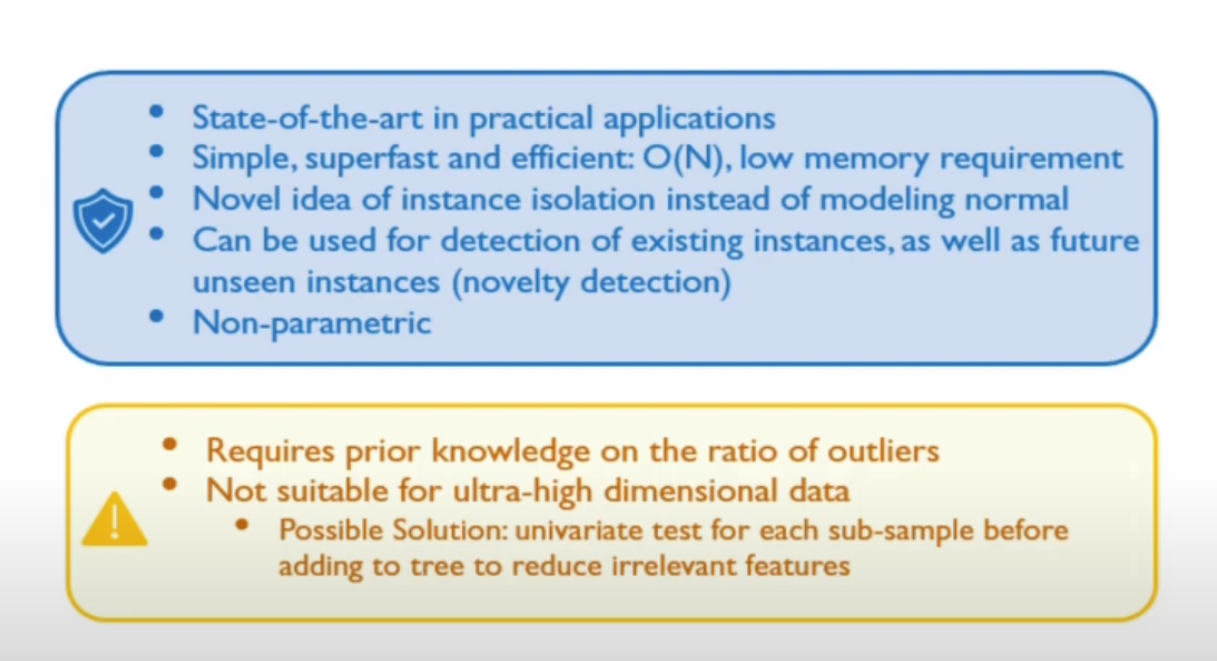 • State-of-the-art in practical applications
• Simple, superfast and efficient: O(N), low memory requirement
• Novel idea of instance isolation instead of modeling normal
• Can be used for detection of existing instances, as well as future
unseen instances (novelty detection)
• Non-parametric
• Requires prior knowledge on the ratio of outliers
• Not suitable for ultra-high dimensional data
• Possible Solution: univariate test for each sub-sample before
adding to tree to reduce irrelevant features